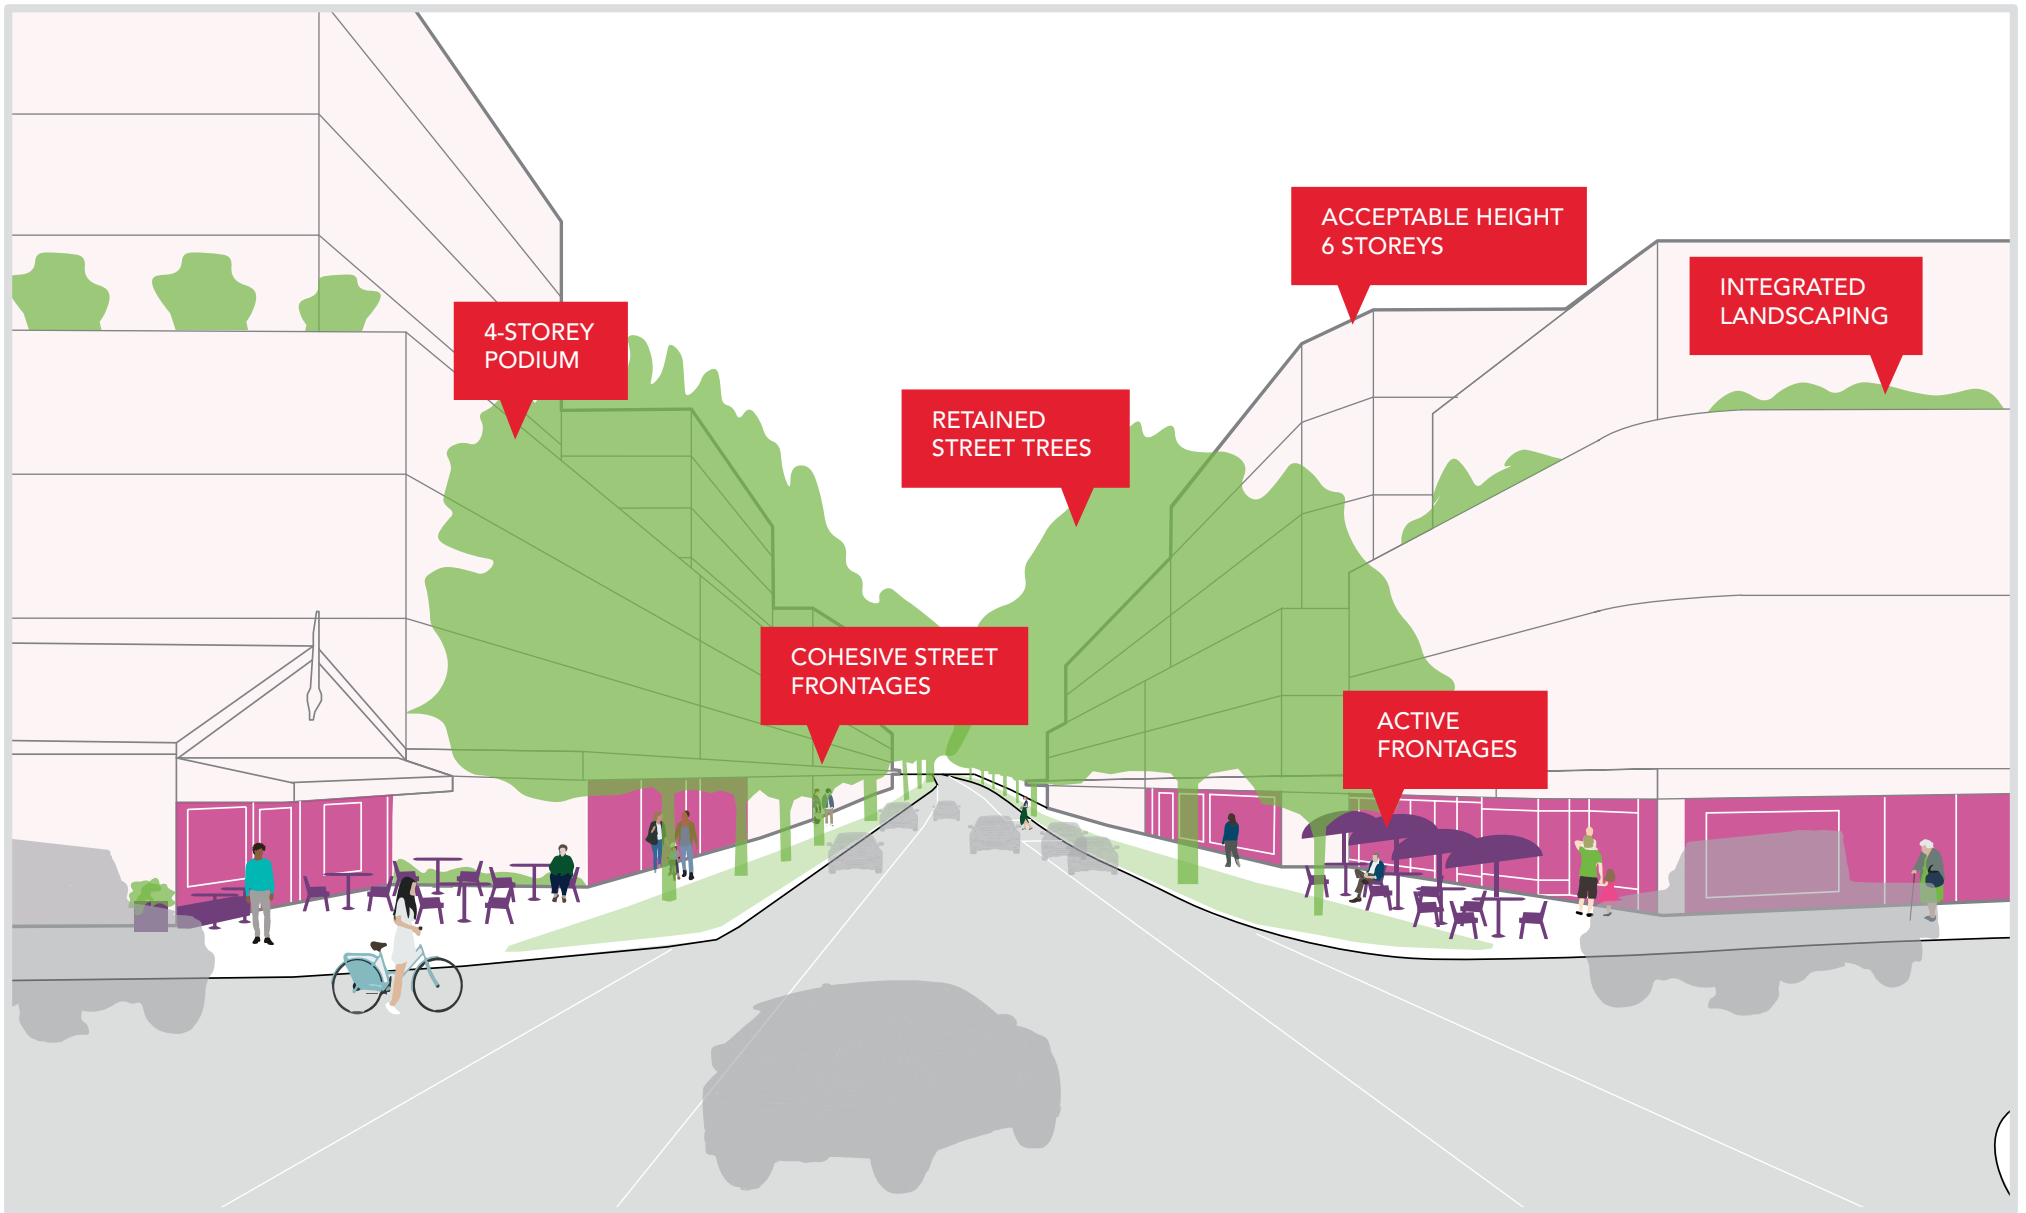 ACCEPTABLE HEIGHT
6 STOREYS
INTEGRATED
LANDSCAPING
4-STOREY
PODIUM
RETAINED
STREET TREES
COHESIVE STREET
FRONTAGES
ACTIVE
FRONTAGES